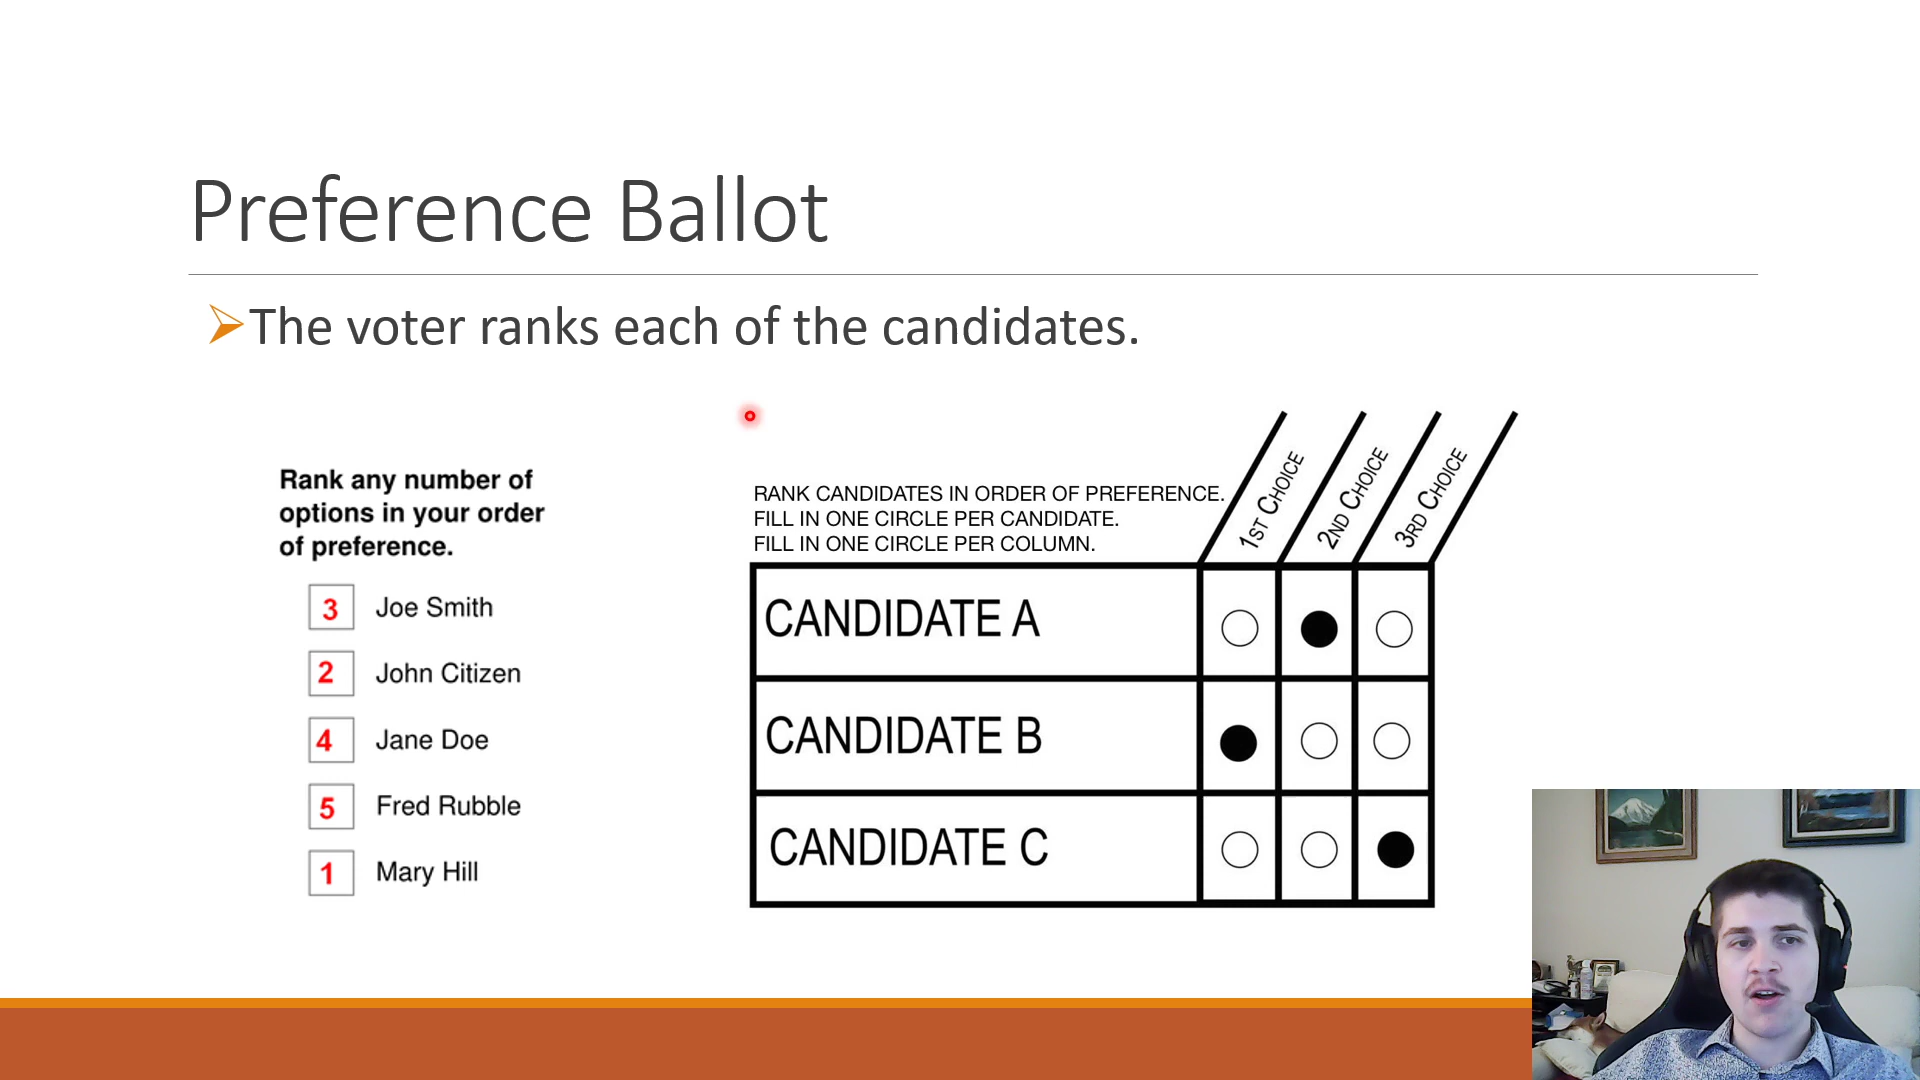 Preference Ballot
The voter ranks each of the candidates.
Rank any number of
options in your order
of preference.
3 Joe Smith
2 John Citizen
4 Jane Doe
5 Fred Rubble
1 Mary Hill
RANK CANDIDATES IN ORDER OF PREFERENCE.
FILL IN ONE CIRCLE PER CANDIDATE.
FILL IN ONE CIRCLE PER COLUMN.
1ST CHOICE
2ND CHOICE
3RD CHOICE
CANDIDATE A
CANDIDATE B
CANDIDATE C